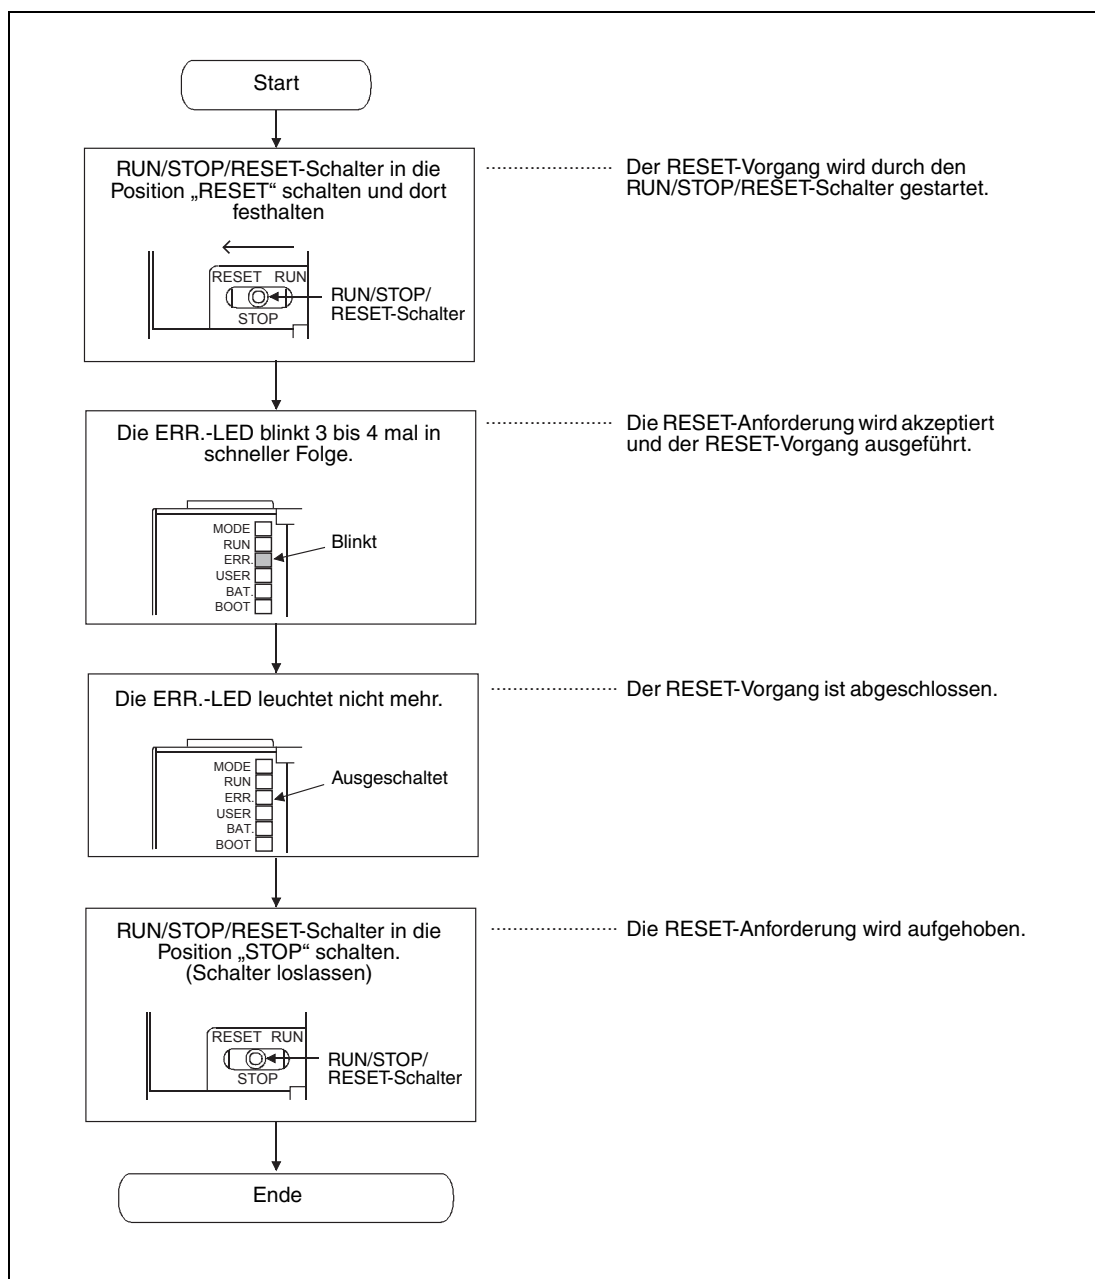 Start
RUN/STOP/RESET-Schalter in die
Position „RESET“ schalten und dort
festhalten
Der RESET-Vorgang wird durch den
RUN/STOP/RESET-Schalter gestartet.
RESET RUN
STOP
RUN/STOP/
RESET-Schalter
Die ERR.-LED blinkt 3 bis 4 mal in
schneller Folge.
Die RESET-Anforderung wird akzeptiert
und der RESET-Vorgang ausgeführt.
MODE
RUN
ERR.
USER
BAT.
BOOT
Blinkt
Die ERR.-LED leuchtet nicht mehr.
Der RESET-Vorgang ist abgeschlossen.
MODE
RUN
ERR.
USER
BAT.
BOOT
Ausgeschaltet
RUN/STOP/RESET-Schalter in die
Position „STOP“ schalten.
(Schalter loslassen)
Die RESET-Anforderung wird aufgehoben.
RESET RUN
STOP
RUN/STOP/
RESET-Schalter
Ende